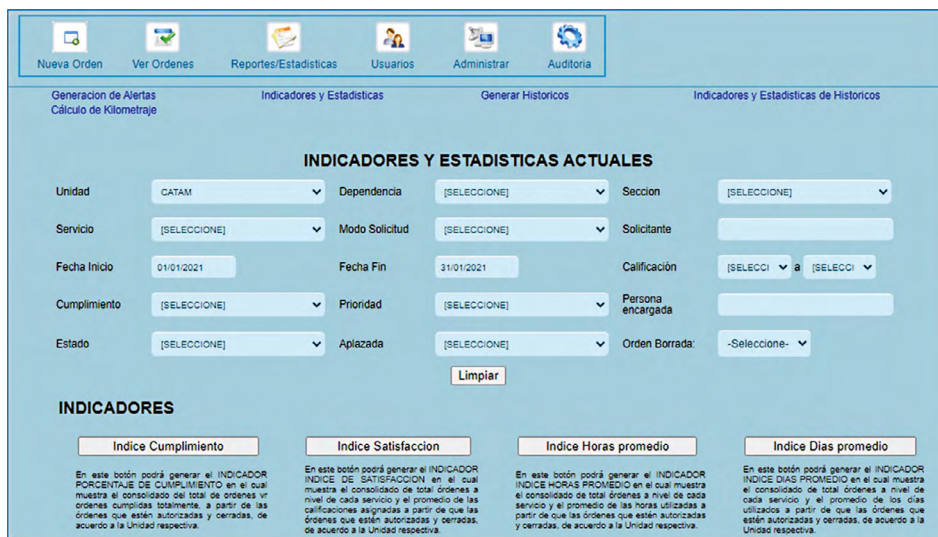 Nueva Orden Ver Ordenes Reportes/Estadisticas Usuarios Administrar Auditoria
Generacion de Alertas Indicadores y Estadisticas Generar Historicos Indicadores y Estadisticas de Historicos
Cálculo de Kilometraje
INDICADORES Y ESTADISTICAS ACTUALES
Unidad CATAM Dependencia [SELECCIONE] Seccion [SELECCIONE]
Servicio [SELECCIONE] Modo Solicitud [SELECCIONE] Solicitante
Fecha Inicio 01/01/2021 Fecha Fin 31/01/2021 Calificación [SELECCI a [SELECCI
Cumplimiento [SELECCIONE] Prioridad [SELECCIONE] Persona
encargada
Estado [SELECCIONE] Aplazada [SELECCIONE] Orden Borrada: -Seleccione-
Limpiar
INDICADORES
Indice Cumplimiento
En este botón podrá generar el INDICADOR
PORCENTAJE DE CUMPLIMIENTO en el cual
muestra el consolidado del total de ordenes vr
ordenes cumplidas totalmente, a partir de las
órdenes que estén autorizadas y cerradas, de
acuerdo a la Unidad respectiva.
Indice Satisfaccion
En este botón podrá generar el INDICADOR
INDICE DE SATISFACCION en el cual
muestra el consolidado de total órdenes a
nivel de cada servicio y el promedio de las
calificaciones asignadas a partir de que las
órdenes que estén autorizadas y cerradas,
de acuerdo a la Unidad respectiva.
Indice Horas promedio
En este botón podrá generar el INDICADOR
INDICE HORAS PROMEDIO en el cual muestra
el consolidado de total órdenes a nivel de cada
servicio y el promedio de las horas utilizadas a
partir de que las órdenes que estén autorizadas
y cerradas, de acuerdo a la Unidad respectiva.
Indice Dias promedio
En este botón podrá generar el INDICADOR
INDICE DIAS PROMEDIO en el cual muestra
el consolidado de total órdenes a nivel de
cada servicio y el promedio de los días
utilizados a partir de que las órdenes que
estén autorizadas y cerradas, de acuerdo a la
Unidad respectiva.